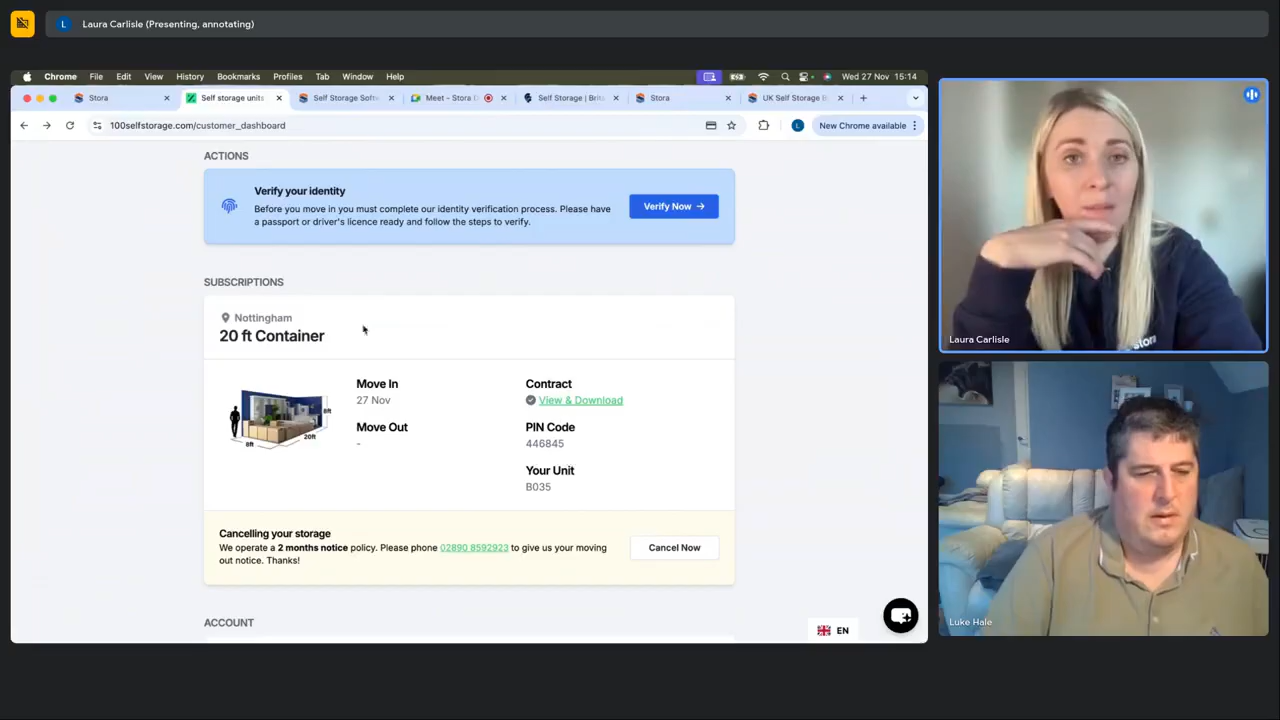 L Laura Carlisle (Presenting, annotating)
Chrome File Edit View History Bookmarks Profiles Tab Window Help Wed 27 Nov 15:14
Stora Self storage units Self Storage Softw Meet – Stora Self Storage | Brit Stora UK Self Storage B
100selfstorage.com/customer_dashboard L New Chrome available
ACTIONS
Verify your identity
Before you move in you must complete our identity verification process. Please have
a passport or driver's licence ready and follow the steps to verify.
Verify Now →
SUBSCRIPTIONS
Nottingham
20 ft Container
8ft
8ft
20ft
Move In
27 Nov
Move Out
-
Contract
View & Download
PIN Code
446845
Your Unit
B035
Cancelling your storage
We operate a 2 months notice policy. Please phone 02890 8592923 to give us your moving
out notice. Thanks!
Cancel Now
ACCOUNT
EN
stora
Laura Carlisle
Luke Hale